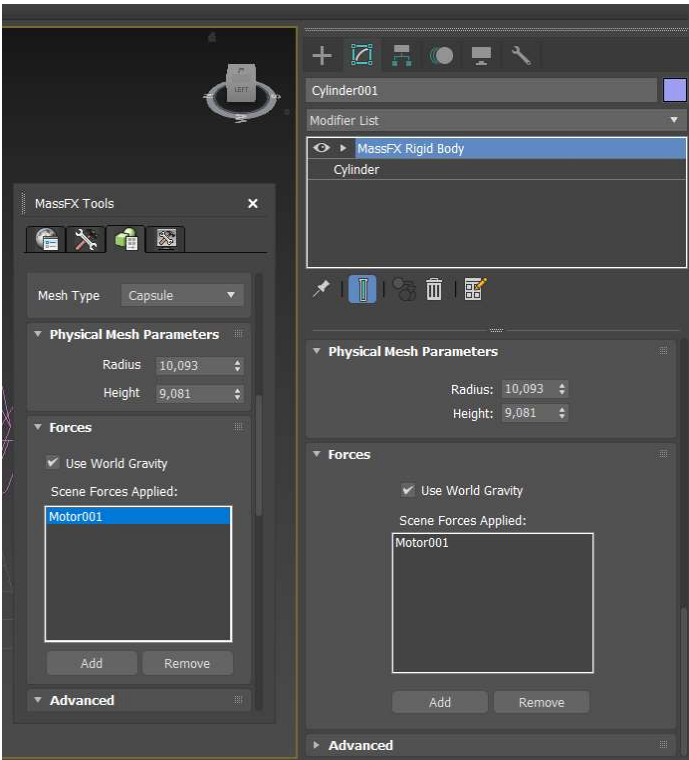 LEFT
Cylinder001
Modifier List
MassFX Rigid Body
Cylinder
MassFX Tools
Mesh Type Capsule
Physical Mesh Parameters
Radius 10,093
Height 9,081
Forces
Use World Gravity
Scene Forces Applied:
Motor001
Add Remove
Advanced
Physical Mesh Parameters
Radius: 10,093
Height: 9,081
Forces
Use World Gravity
Scene Forces Applied:
Motor001
Add Remove
Advanced